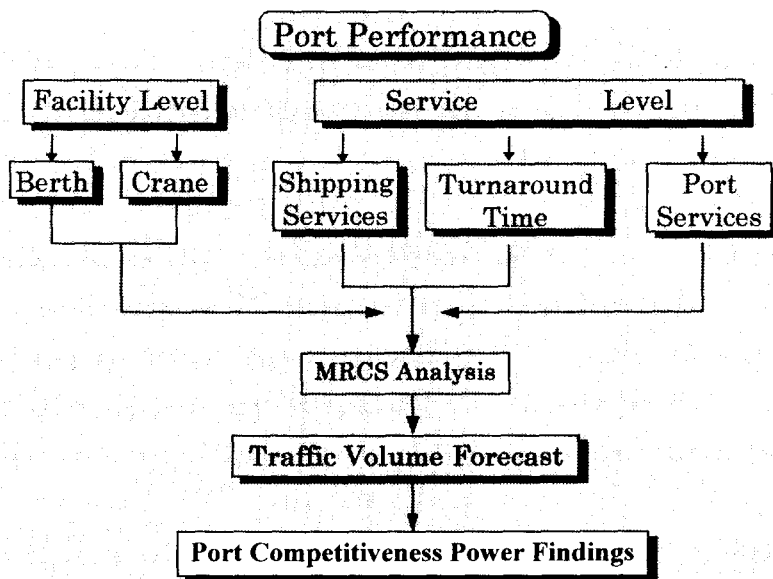 Port Performance
Facility Level
Service Level
Berth
Crane
Shipping
Services
Turnaround
Time
Port
Services
MRCS Analysis
Traffic Volume Forecast
Port Competitiveness Power Findings